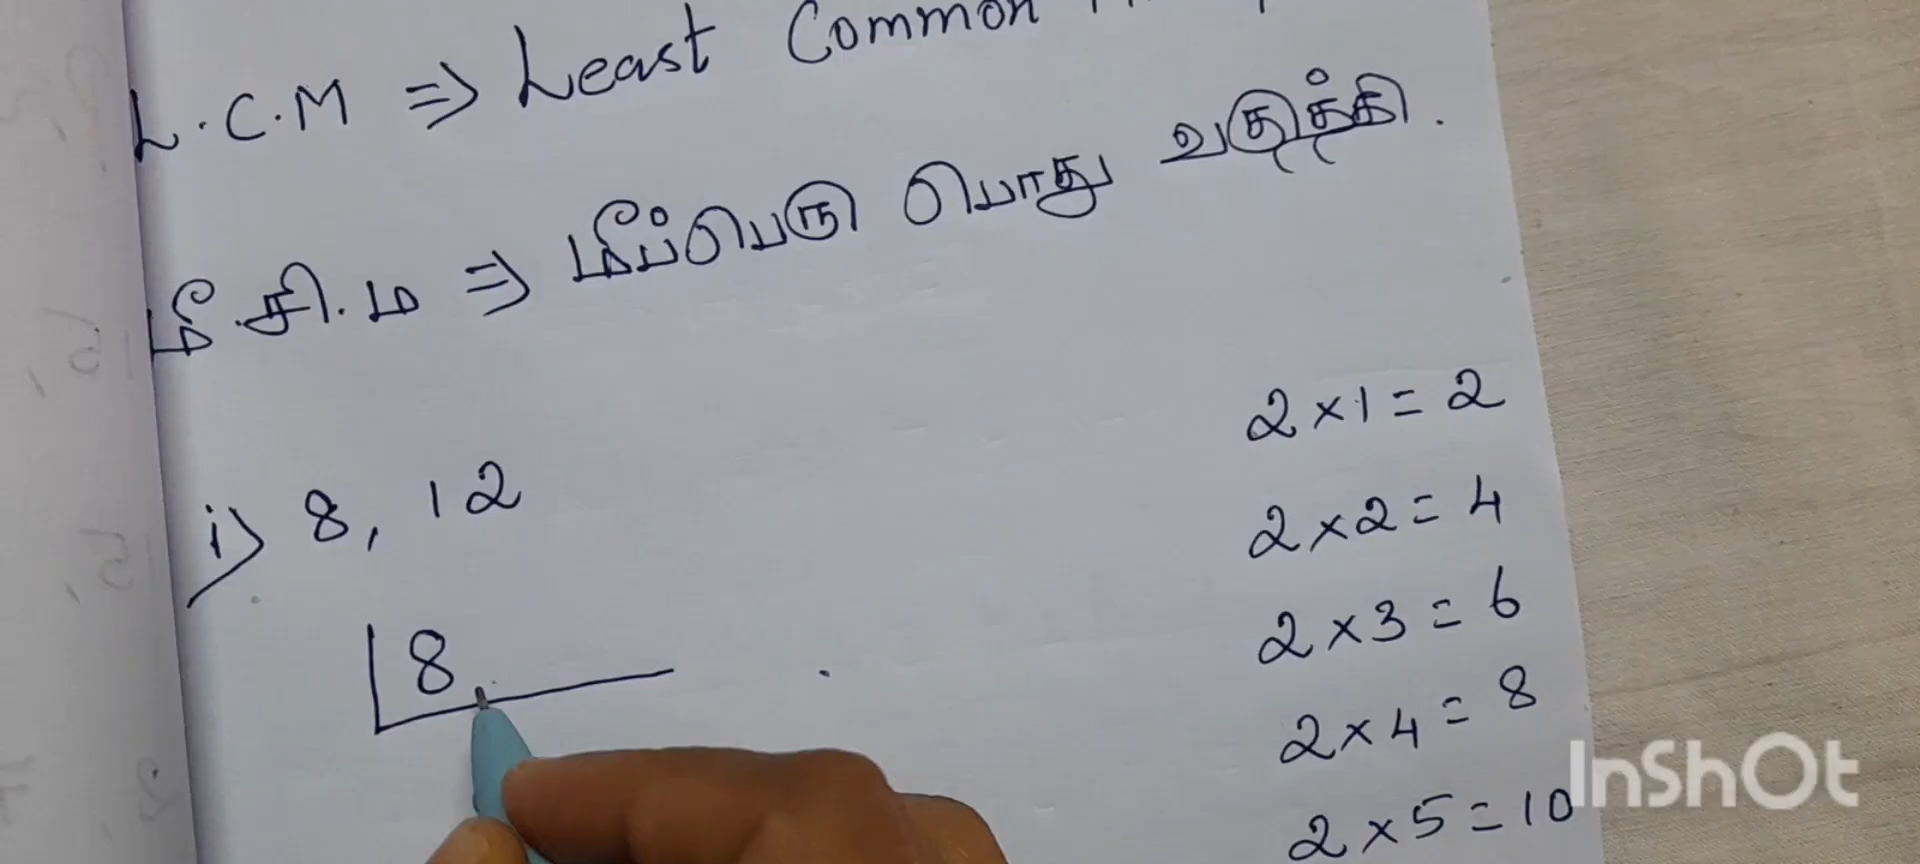 L.C.M ⇒ Least Common
மீ.சி.ம ⇒ மீப்பெரு பொது வகுத்தி.
i) 8, 12
8
2 × 1 = 2
2 × 2 = 4
2 × 3 = 6
2 × 4 = 8
2 × 5 = 10
InShOt